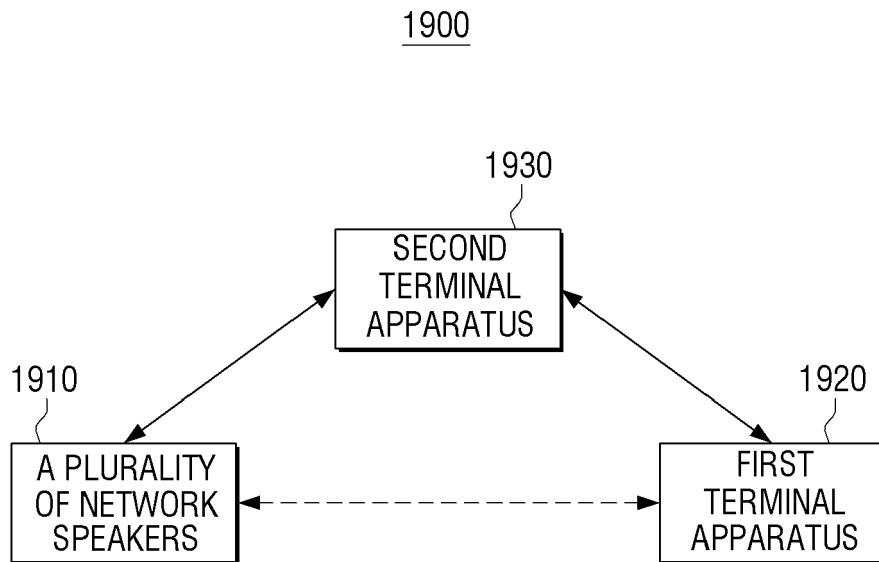 1900
1930
SECOND
TERMINAL
APPARATUS
1910
A PLURALITY
OF NETWORK
SPEAKERS
1920
FIRST
TERMINAL
APPARATUS